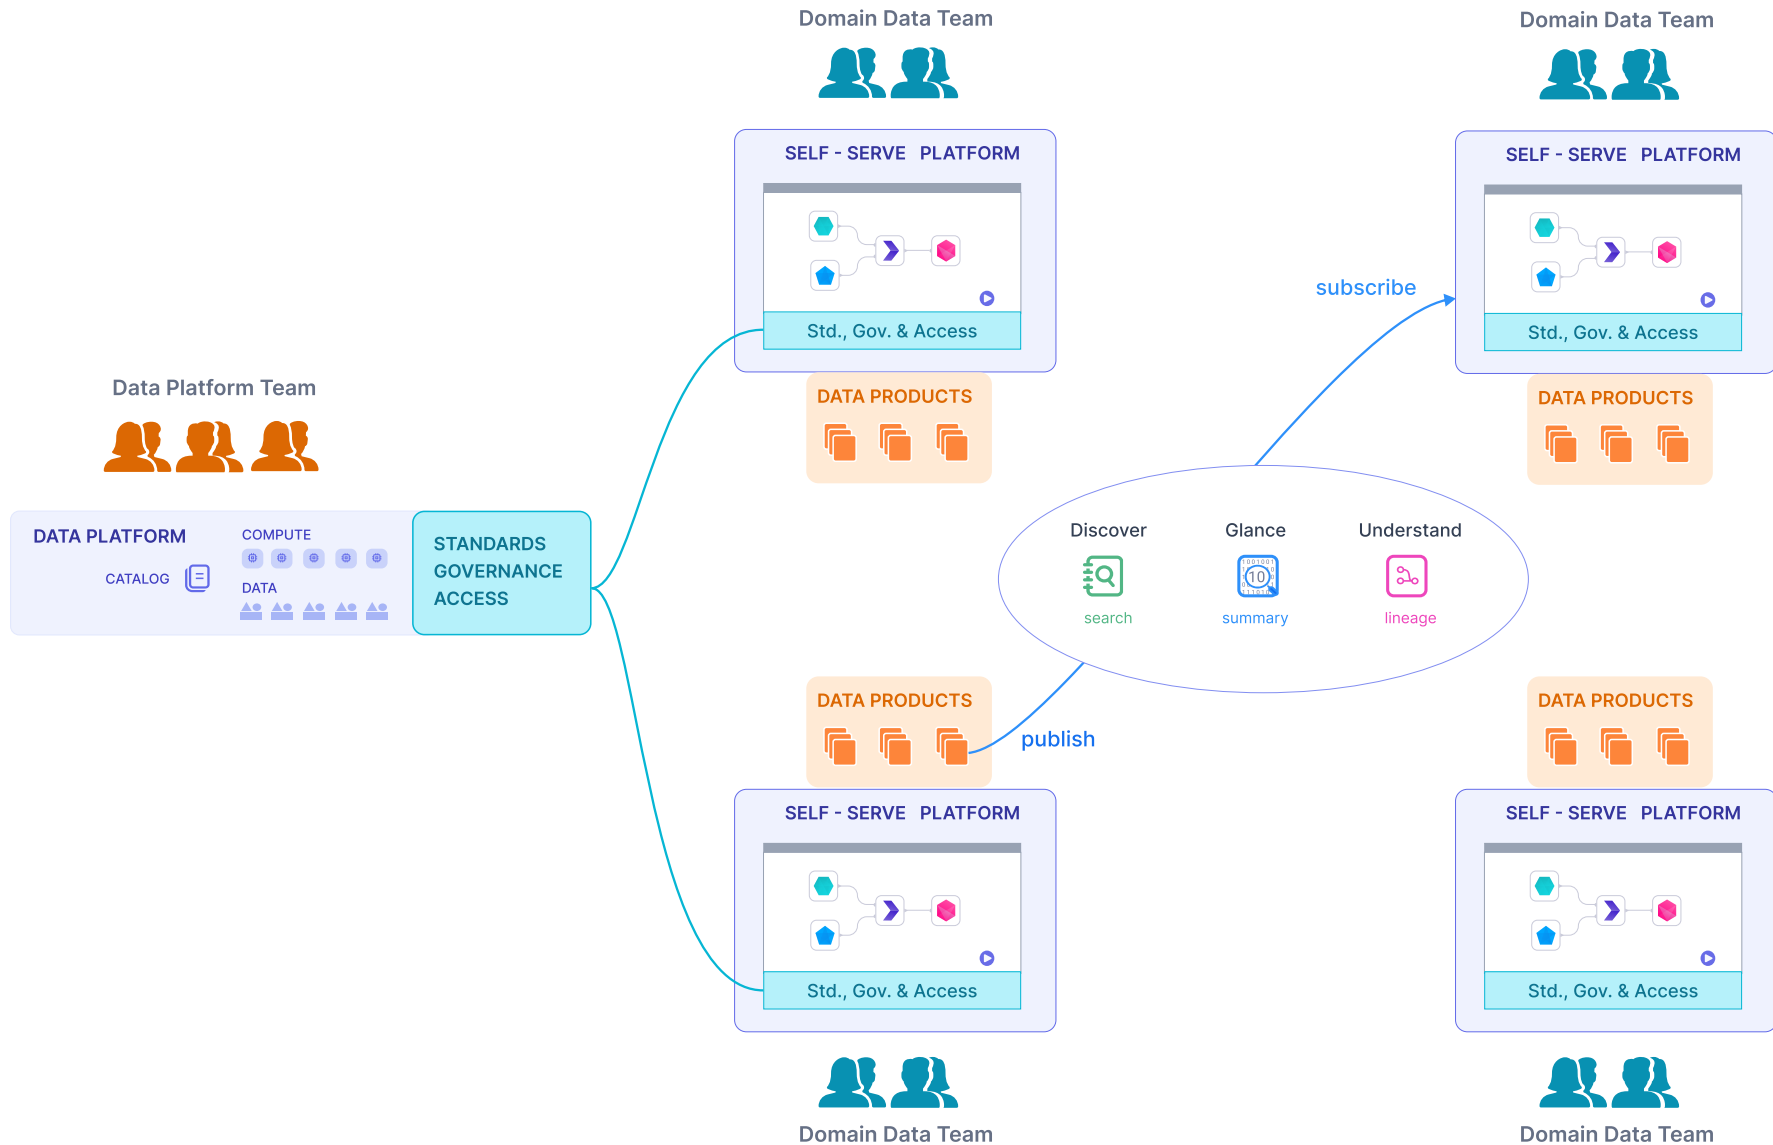 Domain Data Team
Domain Data Team
SELF - SERVE PLATFORM
SELF - SERVE PLATFORM
subscribe
Std., Gov. & Access
Std., Gov. & Access
Data Platform Team
DATA PRODUCTS
DATA PRODUCTS
DATA PLATFORM
CATALOG
COMPUTE
DATA
STANDARDS
GOVERNANCE
ACCESS
Discover
Glance
Understand
1001001
10
search
summary
lineage
DATA PRODUCTS
DATA PRODUCTS
publish
SELF - SERVE PLATFORM
SELF - SERVE PLATFORM
Std., Gov. & Access
Std., Gov. & Access
Domain Data Team
Domain Data Team